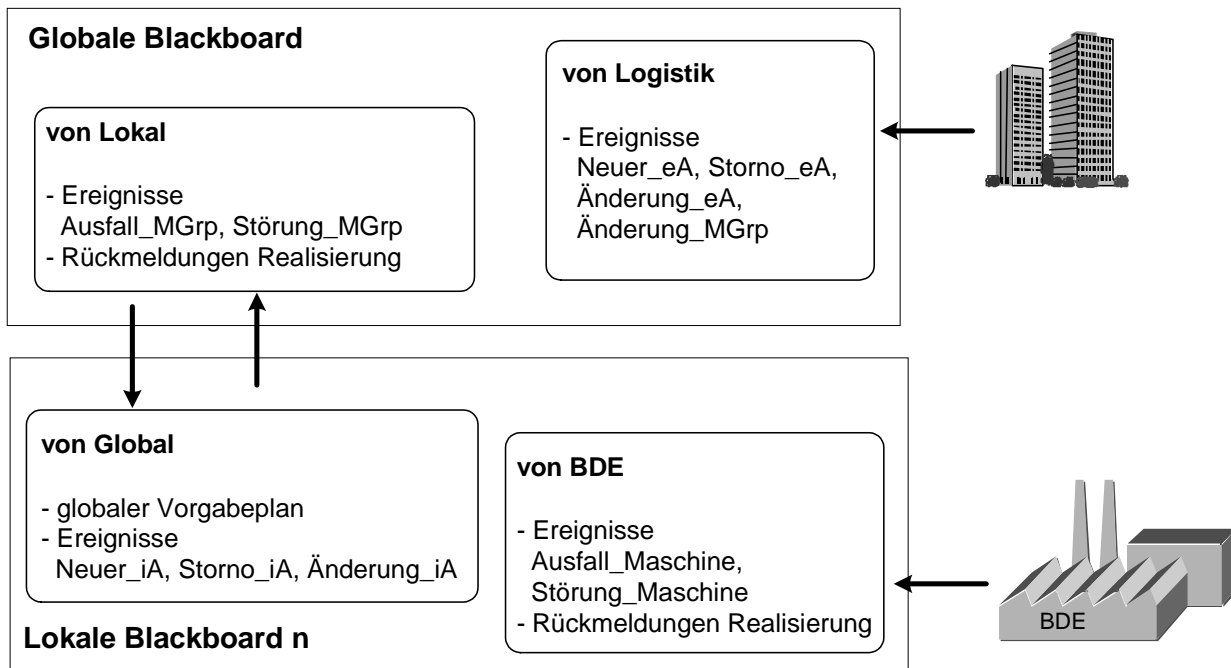 Globale Blackboard
von Lokal
- Ereignisse
Ausfall_MGrp, Störung_MGrp
- Rückmeldungen Realisierung
von Logistik
- Ereignisse
Neuer_eA, Storno_eA,
Änderung_eA,
Änderung_MGrp
von Global
- globaler Vorgabeplan
- Ereignisse
Neuer_iA, Storno_iA, Änderung_iA
von BDE
- Ereignisse
Ausfall_Maschine,
Störung_Maschine
- Rückmeldungen Realisierung
BDE
Lokale Blackboard n